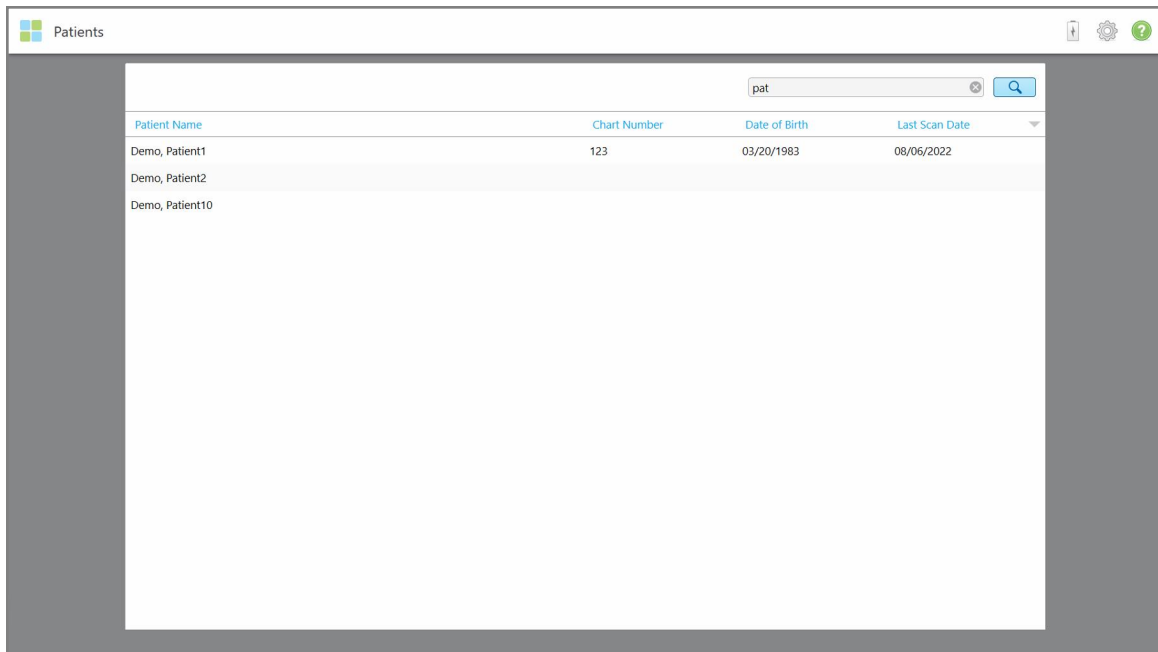 Patients
?
pat
Patient Name Chart Number Date of Birth Last Scan Date
Demo, Patient1 123 03/20/1983 08/06/2022
Demo, Patient2
Demo, Patient10